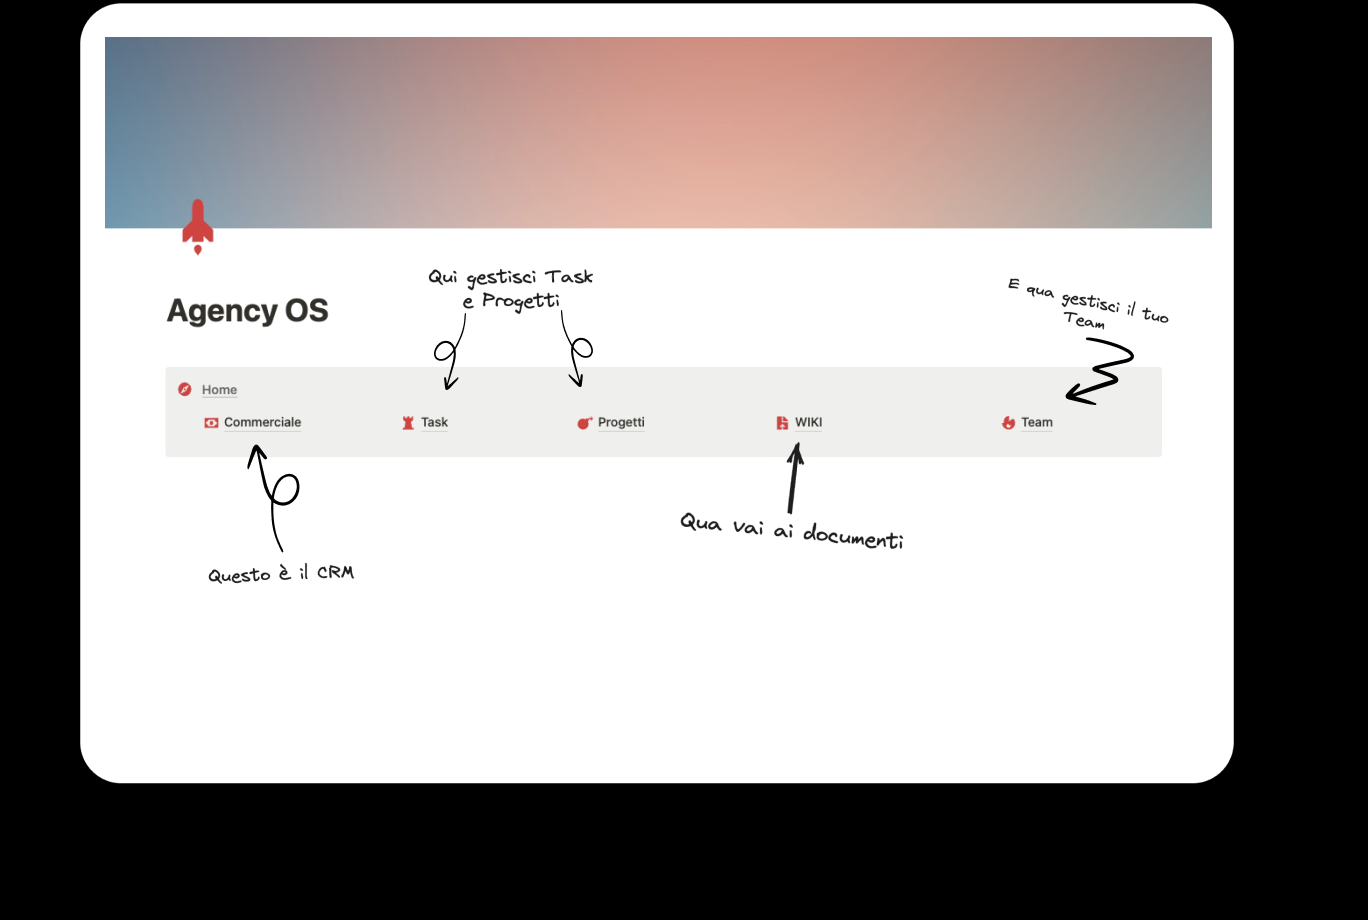 Qui gestisci Task
e Progetti
E qua gestisci il tuo
Team
Agency OS
Home
Commerciale
Task
Progetti
WIKI
Team
Qua vai ai documenti
Questo è il CRM